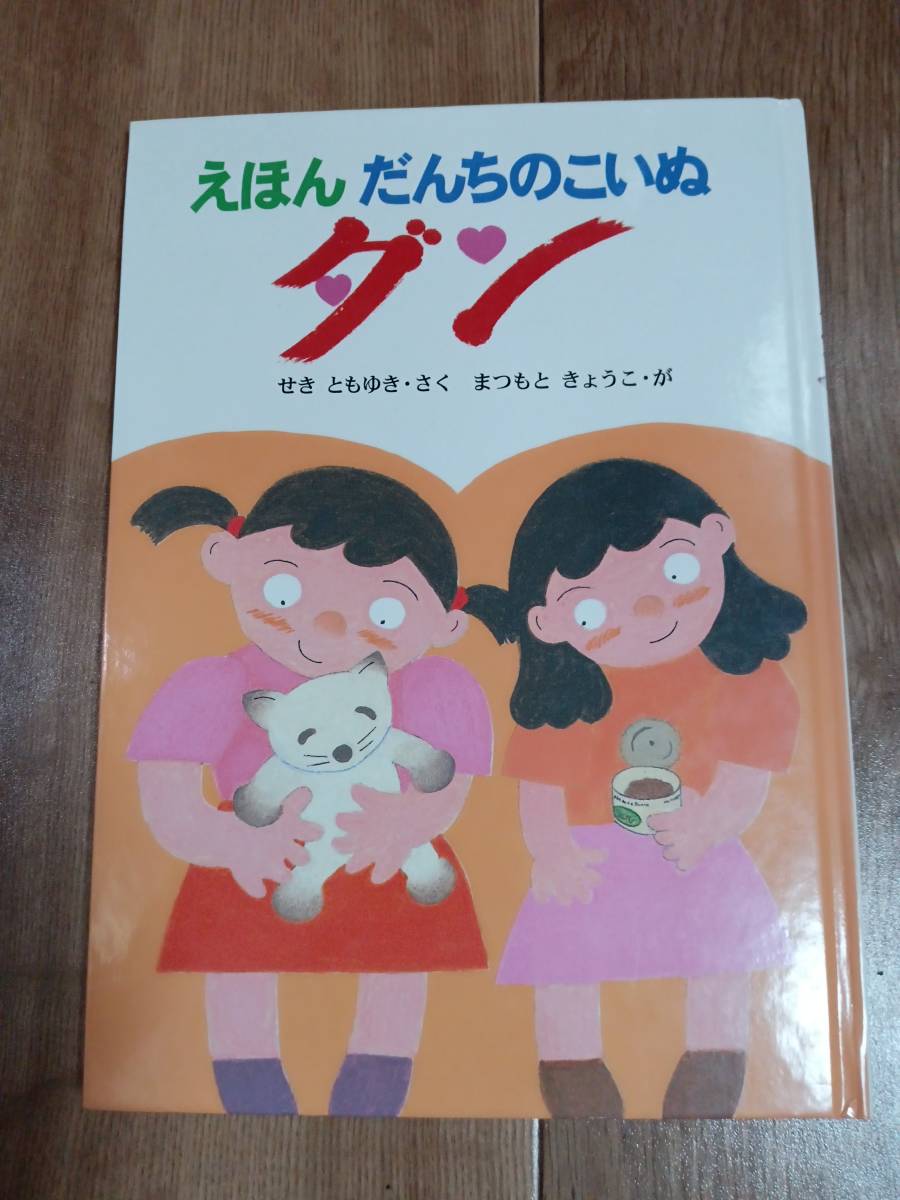 えほん だんちのこいぬ
ダン
せき ともゆき・さく まつもと きょうこ・が